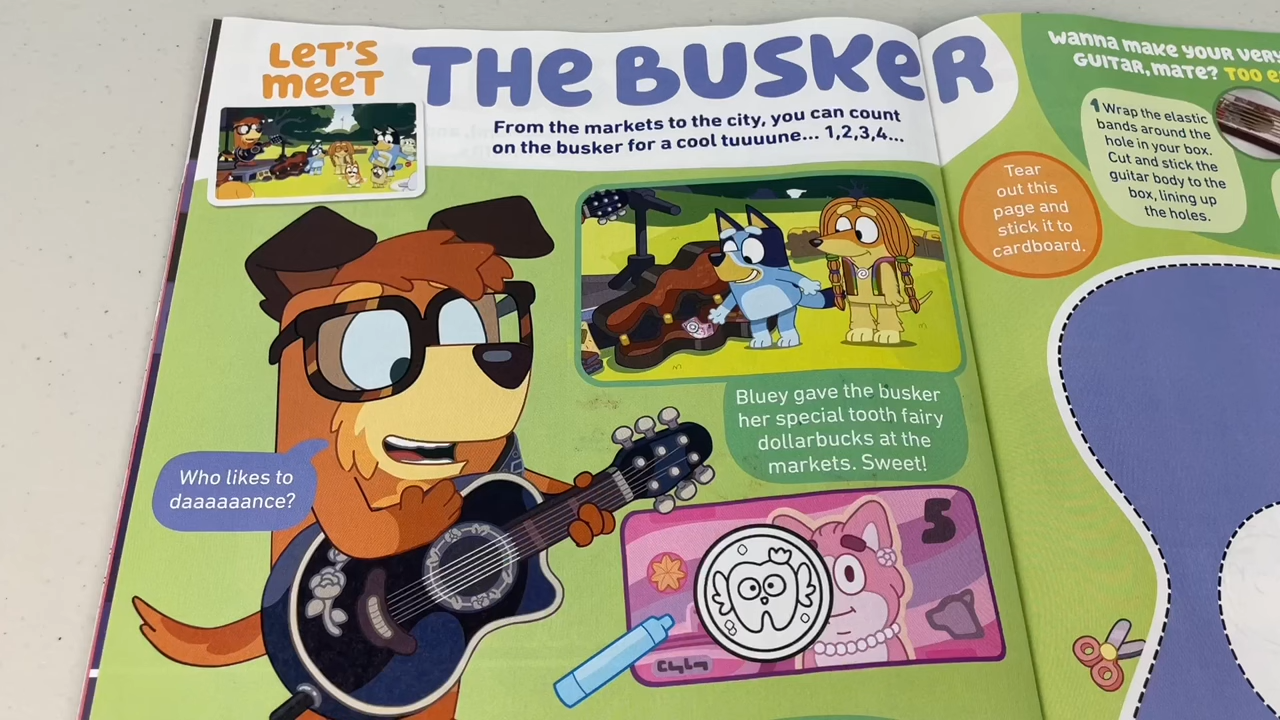 LET'S
MEET
THE BUSKER
From the markets to the city, you can count
on the busker for a cool tuuuune... 1,2,3,4...
Who likes to
daaaaaance?
Bluey gave the busker
her special tooth fairy
dollarbucks at the
markets. Sweet!
5
Tear
out this
page and
stick it to
cardboard.
Wanna make your very
guitar, mate? Too
1 Wrap the elastic
bands around the
hole in your box.
Cut and stick the
guitar body to the
box, lining up
the holes.